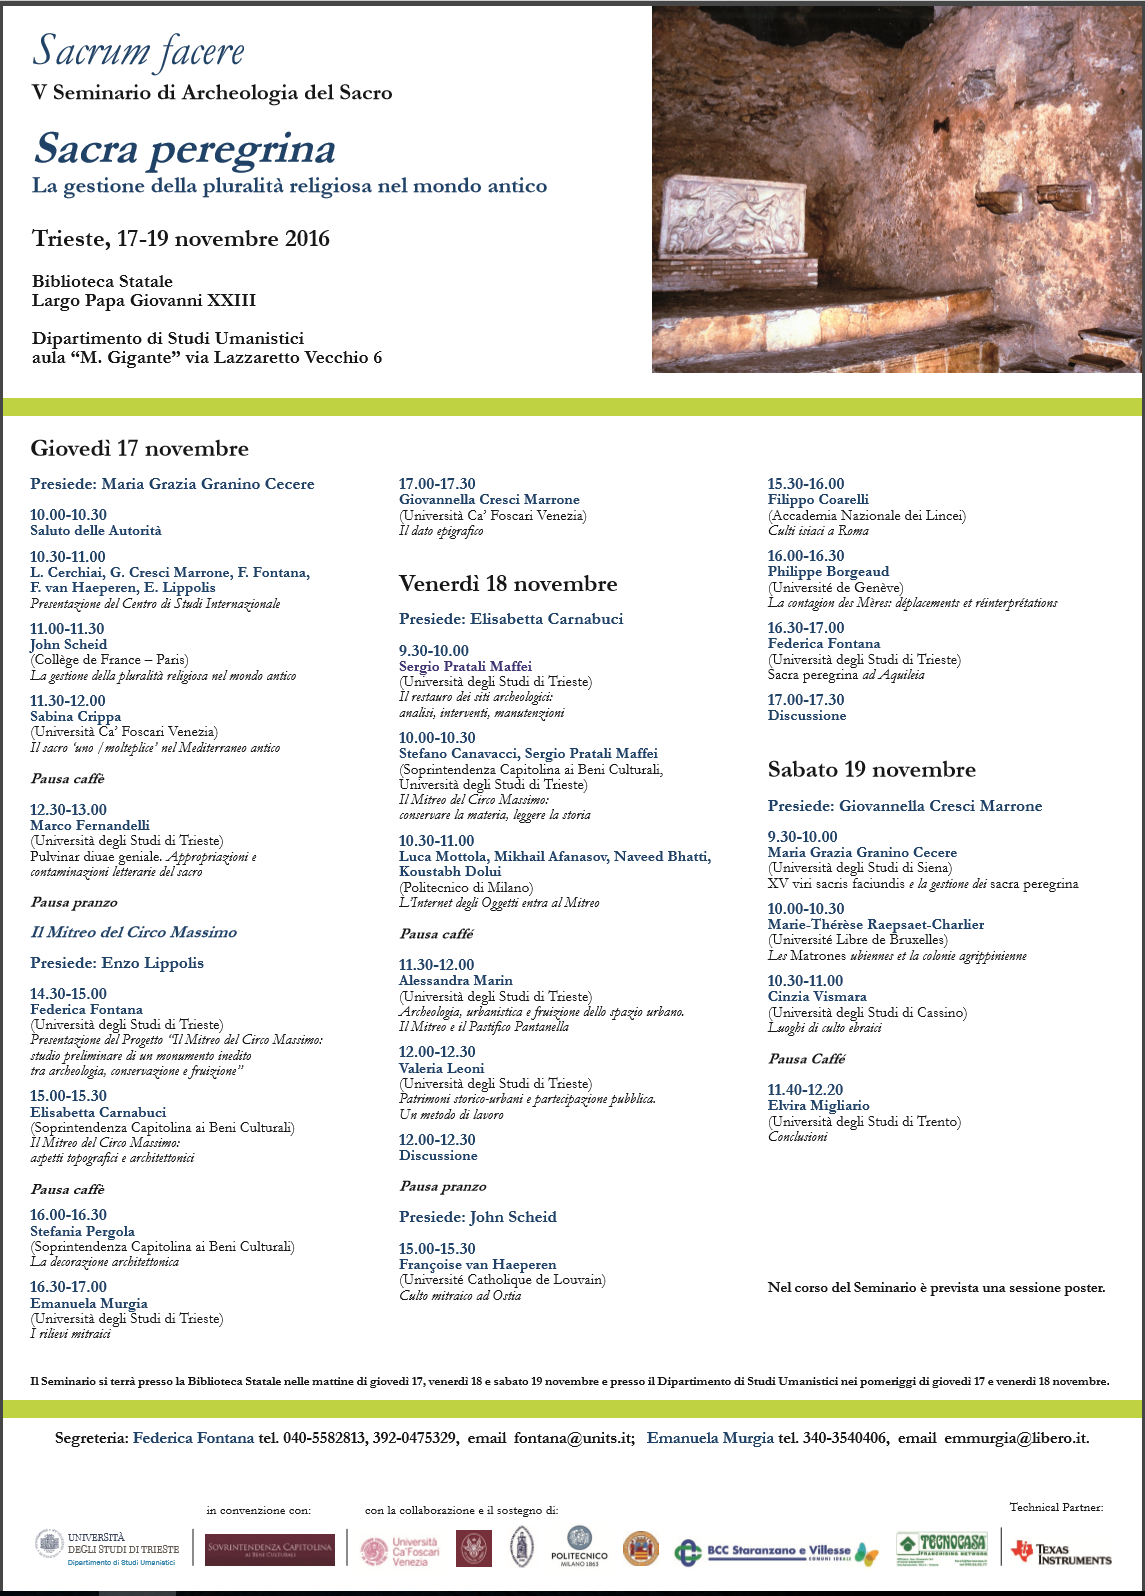 Sacrum facere
V Seminario di Archeologia del Sacro
Sacra peregrina
La gestione della pluralità religiosa nel mondo antico
Trieste, 17-19 novembre 2016
Biblioteca Statale
Largo Papa Giovanni XXIII
Dipartimento di Studi Umanistici
aula “M. Gigante” via Lazzaretto Vecchio 6
Giovedì 17 novembre
Presiede: Maria Grazia Granino Cecere
10.00-10.30
Saluto delle Autorità
10.30-11.00
L. Cerchiai, G. Cresci Marrone, F. Fontana,
F. van Haeperen, E. Lippolis
Presentazione del Centro di Studi Internazionale
11.00-11.30
John Scheid
(Collège de France – Paris)
La gestione della pluralità religiosa nel mondo antico
11.30-12.00
Sabina Crippa
(Università Ca’ Foscari Venezia)
Il sacro ‘uno /molteplice’ nel Mediterraneo antico
Pausa caffè
12.30-13.00
Marco Fernandelli
(Università degli Studi di Trieste)
Pulvinar diuae geniale. Appropriazioni e
contaminazioni letterarie del sacro
Pausa pranzo
Il Mitreo del Circo Massimo
Presiede: Enzo Lippolis
14.30-15.00
Federica Fontana
(Università degli Studi di Trieste)
Presentazione del Progetto “Il Mitreo del Circo Massimo:
studio preliminare di un monumento inedito
tra archeologia, conservazione e fruizione”
15.00-15.30
Elisabetta Carnabuci
(Soprintendenza Capitolina ai Beni Culturali)
Il Mitreo del Circo Massimo:
aspetti topografici e architettonici
Pausa caffè
16.00-16.30
Stefania Pergola
(Soprintendenza Capitolina ai Beni Culturali)
La decorazione architettonica
16.30-17.00
Emanuela Murgia
(Università degli Studi di Trieste)
I rilievi mitraici
17.00-17.30
Giovannella Cresci Marrone
(Università Ca’ Foscari Venezia)
Il dato epigrafico
Venerdì 18 novembre
Presiede: Elisabetta Carnabuci
9.30-10.00
Sergio Pratali Maffei
(Università degli Studi di Trieste)
Il restauro dei siti archeologici:
analisi, interventi, manutenzioni
10.00-10.30
Stefano Canavacci, Sergio Pratali Maffei
(Soprintendenza Capitolina ai Beni Culturali,
Università degli Studi di Trieste)
Il Mitreo del Circo Massimo:
conservare la materia, leggere la storia
10.30-11.00
Luca Mottola, Mikhail Afanasov, Naveed Bhatti,
Koustabh Dolui
(Politecnico di Milano)
L’Internet degli Oggetti entra al Mitreo
Pausa caffé
11.30-12.00
Alessandra Marin
(Università degli Studi di Trieste)
Archeologia, urbanistica e fruizione dello spazio urbano.
Il Mitreo e il Pastificio Pantanella
12.00-12.30
Valeria Leoni
(Università degli Studi di Trieste)
Patrimoni storico-urbani e partecipazione pubblica.
Un metodo di lavoro
12.00-12.30
Discussione
Pausa pranzo
Presiede: John Scheid
15.00-15.30
Françoise van Haeperen
(Université Catholique de Louvain)
Culto mitraico ad Ostia
15.30-16.00
Filippo Coarelli
(Accademia Nazionale dei Lincei)
Culti isiaci a Roma
16.00-16.30
Philippe Borgeaud
(Université de Genève)
La contagion des Mères: déplacements et réinterprétations
16.30-17.00
Federica Fontana
(Università degli Studi di Trieste)
Sacra peregrina ad Aquileia
17.00-17.30
Discussione
Sabato 19 novembre
Presiede: Giovannella Cresci Marrone
9.30-10.00
Maria Grazia Granino Cecere
(Università degli Studi di Siena)
XV viri sacris faciundis e la gestione dei sacra peregrina
10.00-10.30
Marie-Thérèse Raepsaet-Charlier
(Université Libre de Bruxelles)
Les Matrones ubiennes et la colonie agrippinienne
10.30-11.00
Cinzia Vismara
(Università degli Studi di Cassino)
Luoghi di culto ebraici
Pausa Caffé
11.40-12.20
Elvira Migliario
(Università degli Studi di Trento)
Conclusioni
Nel corso del Seminario è prevista una sessione poster.
Il Seminario si terrà presso la Biblioteca Statale nelle mattine di giovedì 17, venerdì 18 e sabato 19 novembre e presso il Dipartimento di Studi Umanistici nei pomeriggi di giovedì 17 e venerdì 18 novembre.
Segreteria: Federica Fontana tel. 040-5582813, 392-0475329, email fontana@units.it; Emanuela Murgia tel. 340-3540406, email emmurgia@libero.it.
in convenzione con:
con la collaborazione e il sostegno di:
Technical Partner:
UNIVERSITÀ
DEGLI STUDI DI TRIESTE
Dipartimento di Studi Umanistici
SOVRINTENDENZA CAPITOLINA
AI BENI CULTURALI
Università
Ca’Foscari
Venezia
POLITECNICO
MILANO 1863
BCC Staranzano e Villesse
COMUNI IDEALI
TECNOCASA
FRANCHISING NETWORK
TEXAS
INSTRUMENTS